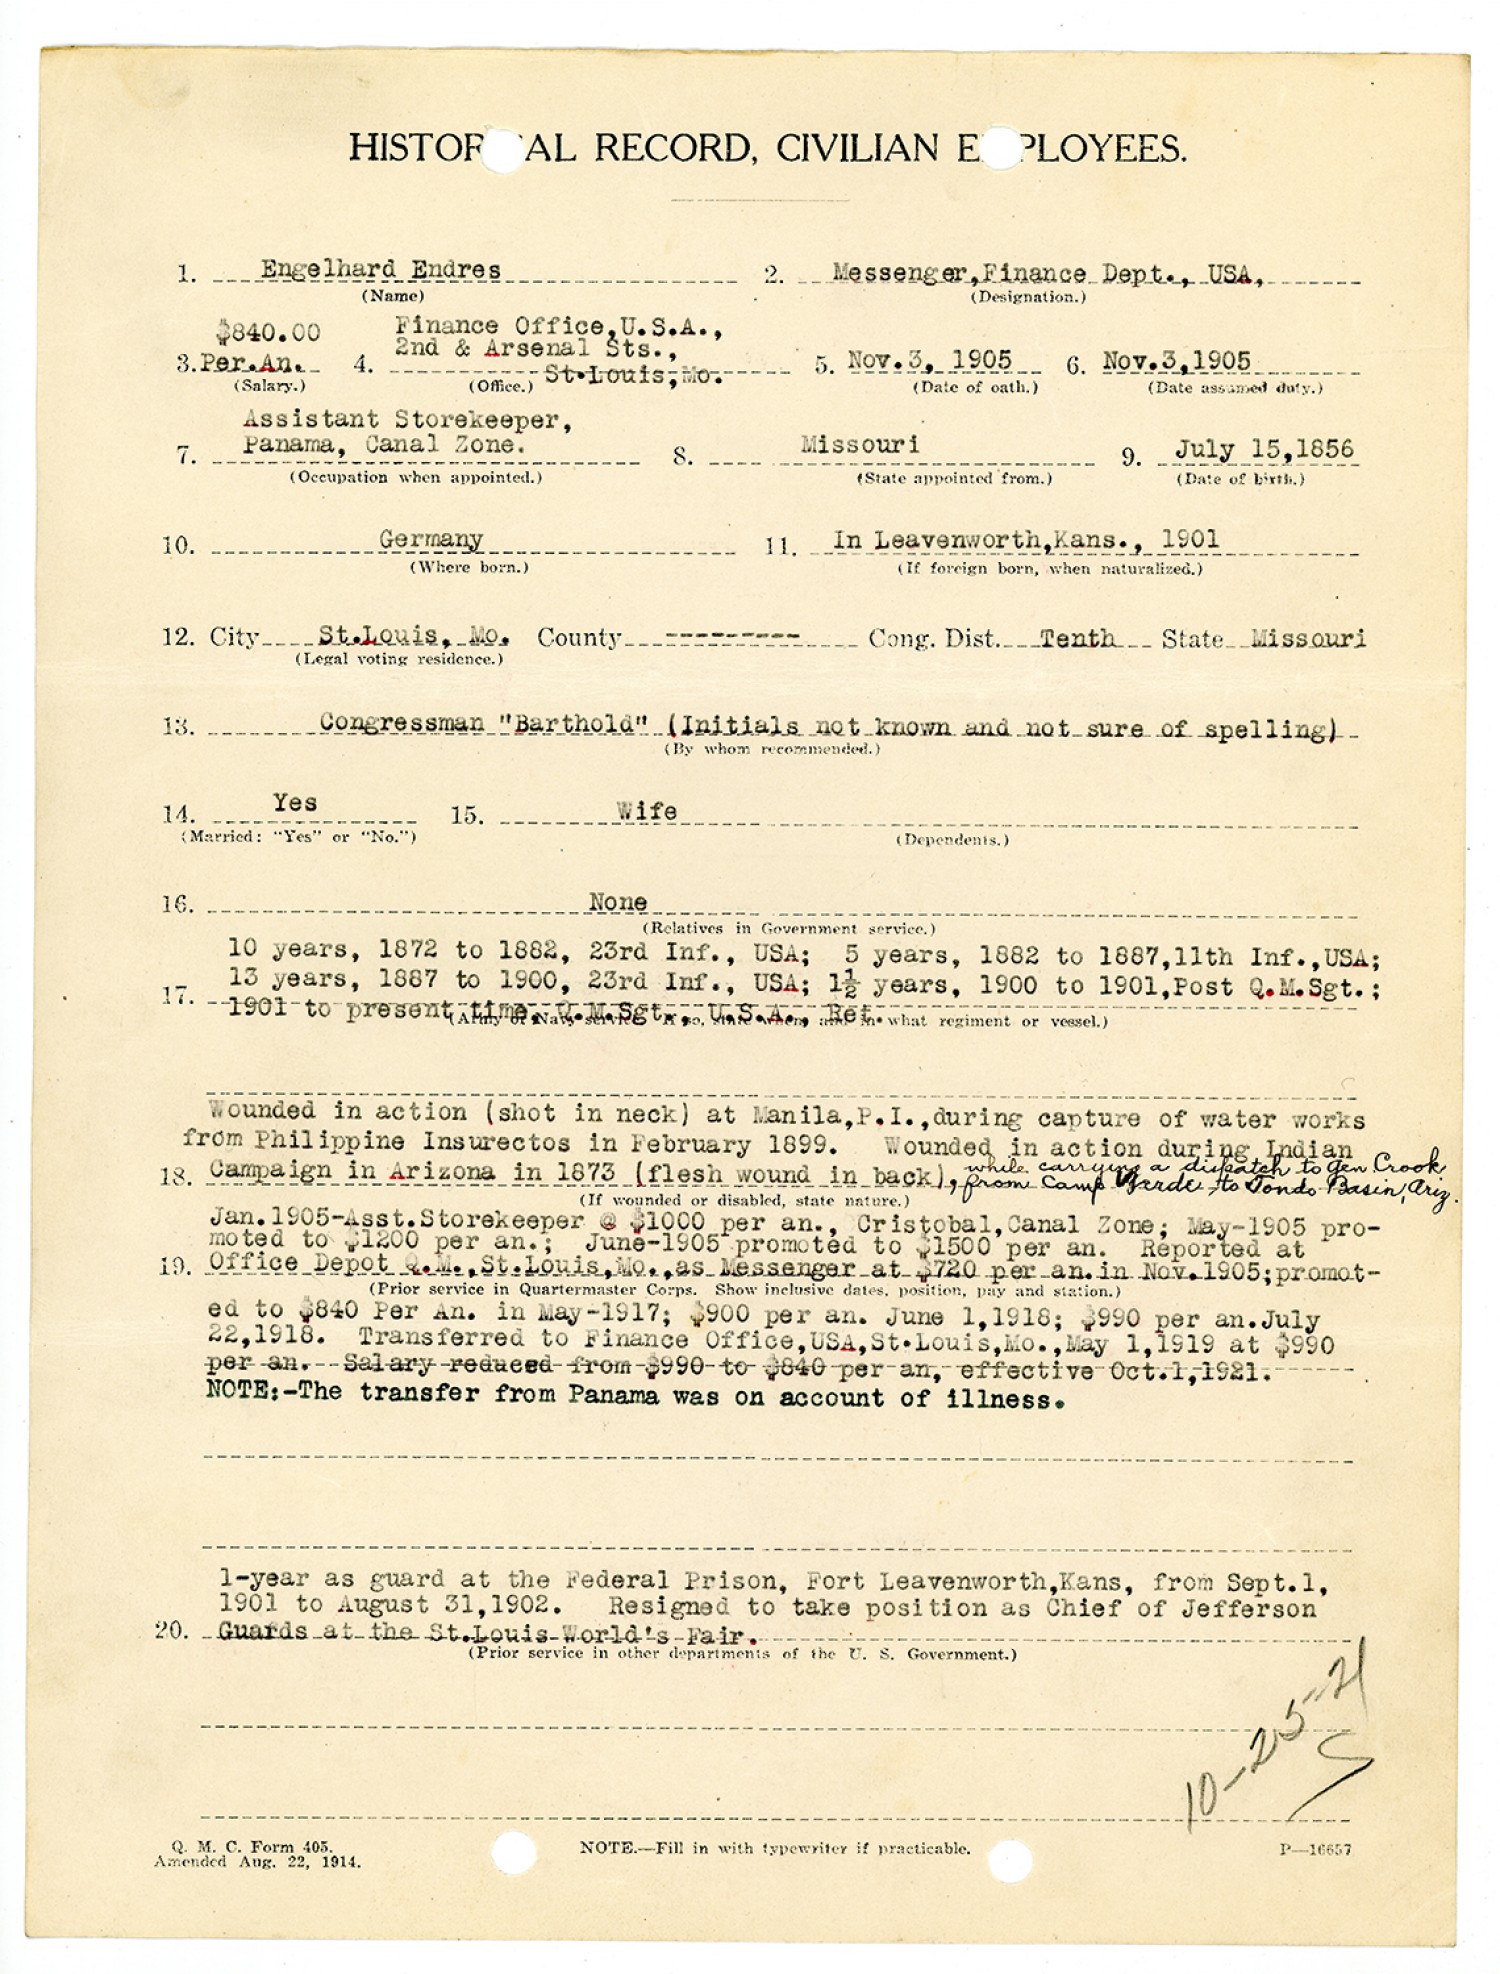 HISTORICAL RECORD, CIVILIAN EMPLOYEES.
1. Engelhard Endres 2. Messenger,Finance Dept., USA,
(Name) (Designation.)
$840.00 Finance Office,U.S.A.,
2nd & Arsenal Sts.,
3. Per.An. 4. St.Louis,Mo. 5. Nov.3, 1905 6. Nov.3,1905
(Salary.) (Office.) (Date of oath.) (Date assumed duty.)
Assistant Storekeeper,
7. Panama, Canal Zone. 8. Missouri 9. July 15,1856
(Occupation when appointed.) (State appointed from.) (Date of birth.)
10. Germany 11. In Leavenworth,Kans., 1901
(Where born.) (If foreign born, when naturalized.)
12. City St.Louis, Mo. County --------- Cong. Dist. Tenth State Missouri
(Legal voting residence.)
13. Congressman "Barthold" (Initials not known and not sure of spelling)
(By whom recommended.)
14. Yes 15. Wife
(Married: "Yes" or "No.") (Dependents.)
16. None
(Relatives in Government service.)
10 years, 1872 to 1882, 23rd Inf., USA; 5 years, 1882 to 1887,11th Inf.,USA;
13 years, 1887 to 1900, 23rd Inf., USA; 1½ years, 1900 to 1901,Post Q.M.Sgt.;
17. 1901 to present time, Q.M.Sgt., U.S.A., Ret.
(Army or Navy service. If so, state when, and in what regiment or vessel.)
Wounded in action (shot in neck) at Manila,P.I.,during capture of water works
from Philippine Insurectos in February 1899. Wounded in action during Indian
18. Campaign in Arizona in 1873 (flesh wound in back), while carrying a dispatch to Gen Crook
from Camp Verde to Tondo Basin, Ariz.
(If wounded or disabled, state nature.)
Jan.1905-Asst.Storekeeper @ $1000 per an., Cristobal,Canal Zone; May-1905 pro-
moted to $1200 per an.; June-1905 promoted to $1500 per an. Reported at
19. Office Depot Q.M.,St.Louis,Mo.,as Messenger at $720 per an.in Nov.1905;promot-
(Prior service in Quartermaster Corps. Show inclusive dates, position, pay and station.)
ed to $840 Per An. in May-1917; $900 per an. June 1,1918; $990 per an.July
22,1918. Transferred to Finance Office,USA,St.Louis,Mo.,May 1,1919 at $990
per an. Salary reduced from $990 to $840 per an, effective Oct.1,1921.
NOTE:-The transfer from Panama was on account of illness.
1-year as guard at the Federal Prison, Fort Leavenworth,Kans, from Sept.1,
1901 to August 31,1902. Resigned to take position as Chief of Jefferson
20. Guards at the St.Louis World's Fair.
(Prior service in other departments of the U. S. Government.)
10-25-21
S
Q. M. C. Form 405.
Amended Aug. 22, 1914.
NOTE.—Fill in with typewriter if practicable.
P—16657